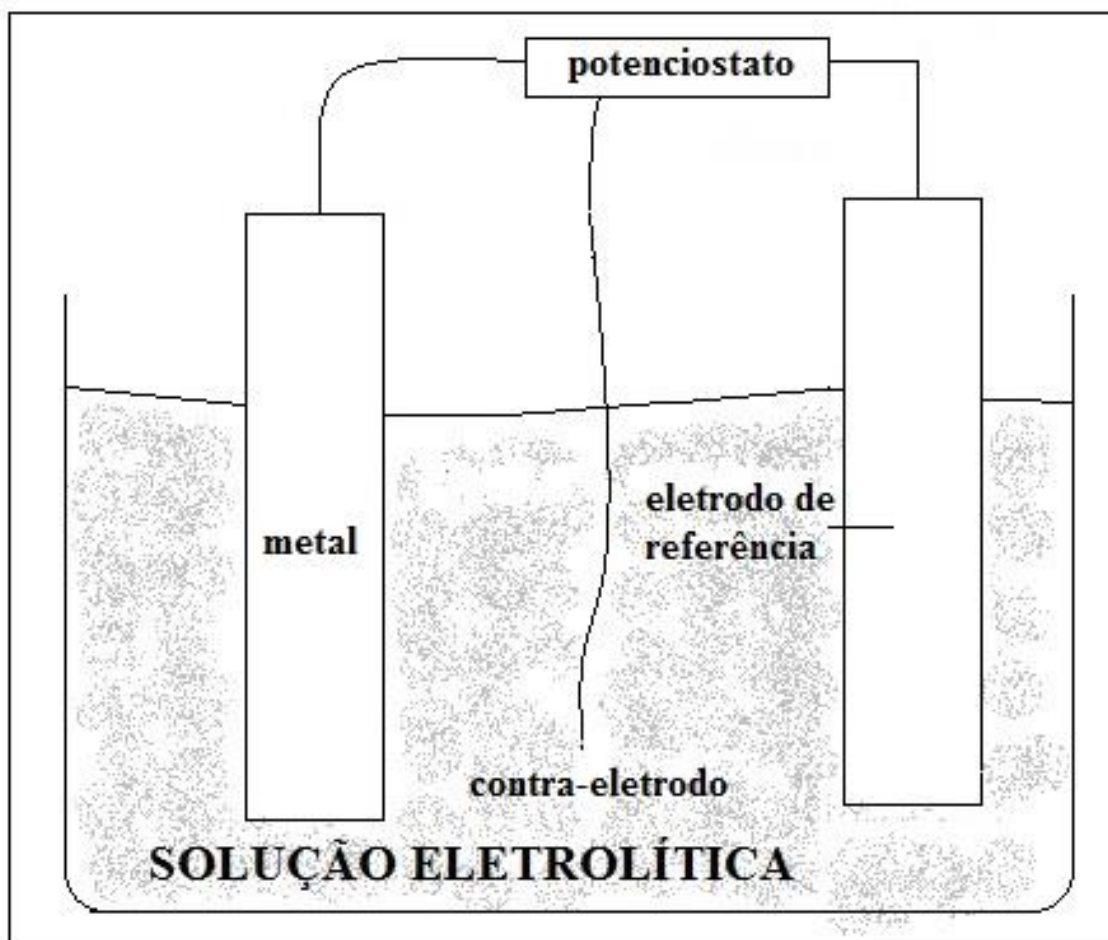 potenciostato
eletrodo de
referência
metal
contra-eletrodo
SOLUÇÃO ELETROLÍTICA